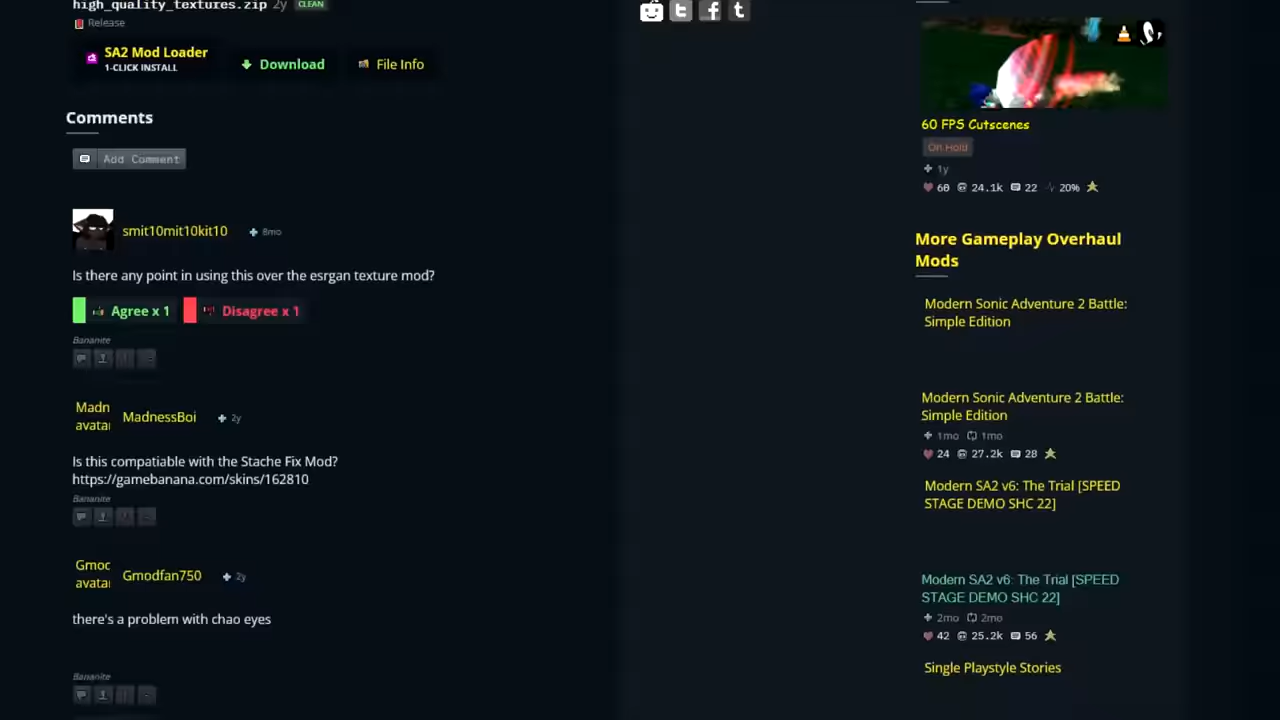 high_quality_textures.zip 2y CLEAN
Release
SA2 Mod Loader
1-CLICK INSTALL
Download
File Info
Comments
Add Comment
smit10mit10kit10 8mo
Is there any point in using this over the esrgan texture mod?
Agree x 1 Disagree x 1
Bananite
Madn
avatar
MadnessBoi 2y
Is this compatiable with the Stache Fix Mod?
https://gamebanana.com/skins/162810
Bananite
Gmod
avatar
Gmodfan750 2y
there's a problem with chao eyes
Bananite
60 FPS Cutscenes
On Hold
1y
60 24.1k 22 20%
More Gameplay Overhaul
Mods
Modern Sonic Adventure 2 Battle:
Simple Edition
Modern Sonic Adventure 2 Battle:
Simple Edition
1mo 1mo
24 27.2k 28
Modern SA2 v6: The Trial [SPEED
STAGE DEMO SHC 22]
Modern SA2 v6: The Trial [SPEED
STAGE DEMO SHC 22]
2mo 2mo
42 25.2k 56
Single Playstyle Stories